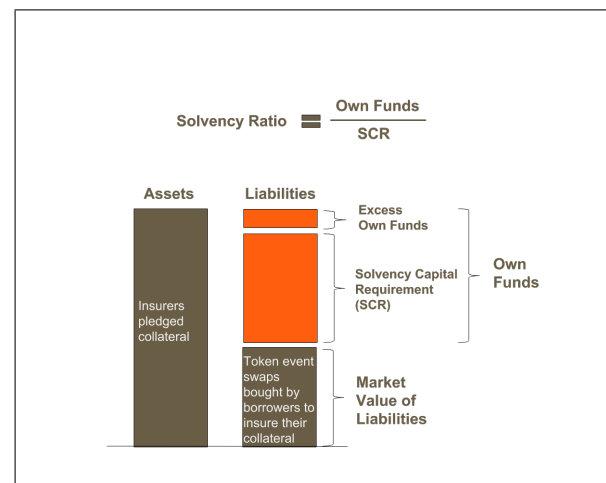 Solvency Ratio = Own Funds
SCR
Assets
Liabilities
Excess
Own Funds
Solvency Capital
Requirement
(SCR)
Own
Funds
Insurers
pledged
collateral
Token event
swaps
bought by
borrowers to
insure their
collateral
Market
Value of
Liabilities